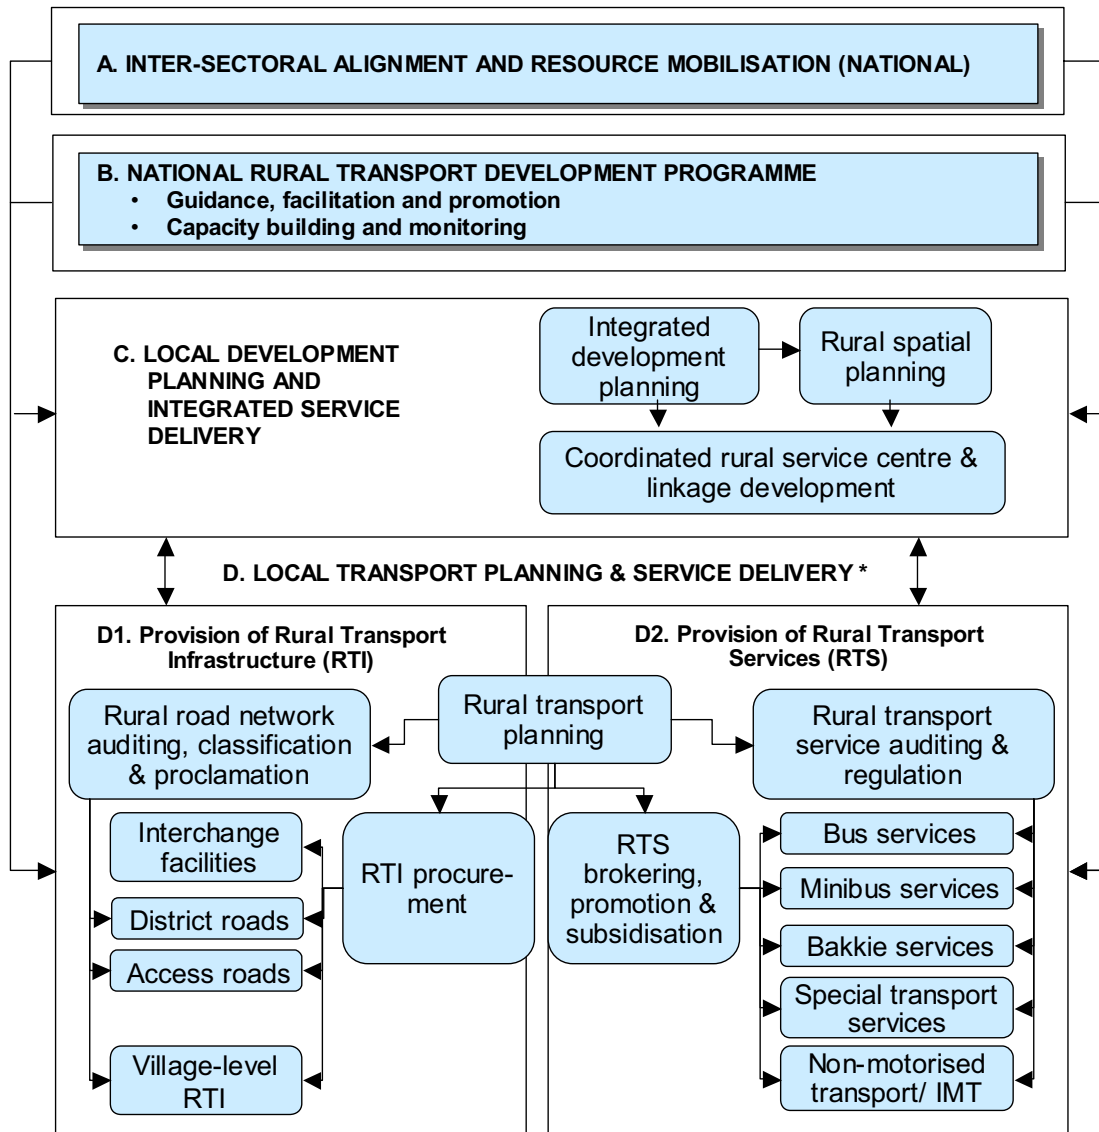 A. INTER-SECTORAL ALIGNMENT AND RESOURCE MOBILISATION (NATIONAL)
B. NATIONAL RURAL TRANSPORT DEVELOPMENT PROGRAMME
• Guidance, facilitation and promotion
• Capacity building and monitoring
C. LOCAL DEVELOPMENT
PLANNING AND
INTEGRATED SERVICE
DELIVERY
Integrated
development
planning
Rural spatial
planning
Coordinated rural service centre &
linkage development
D. LOCAL TRANSPORT PLANNING & SERVICE DELIVERY *
D1. Provision of Rural Transport
Infrastructure (RTI)
D2. Provision of Rural Transport
Services (RTS)
Rural road network
auditing, classification
& proclamation
Rural transport
planning
Rural transport
service auditing &
regulation
Interchange
facilities
District roads
Access roads
Village-level
RTI
RTI procure-
ment
RTS
brokering,
promotion &
subsidisation
Bus services
Minibus services
Bakkie services
Special transport
services
Non-motorised
transport/ IMT